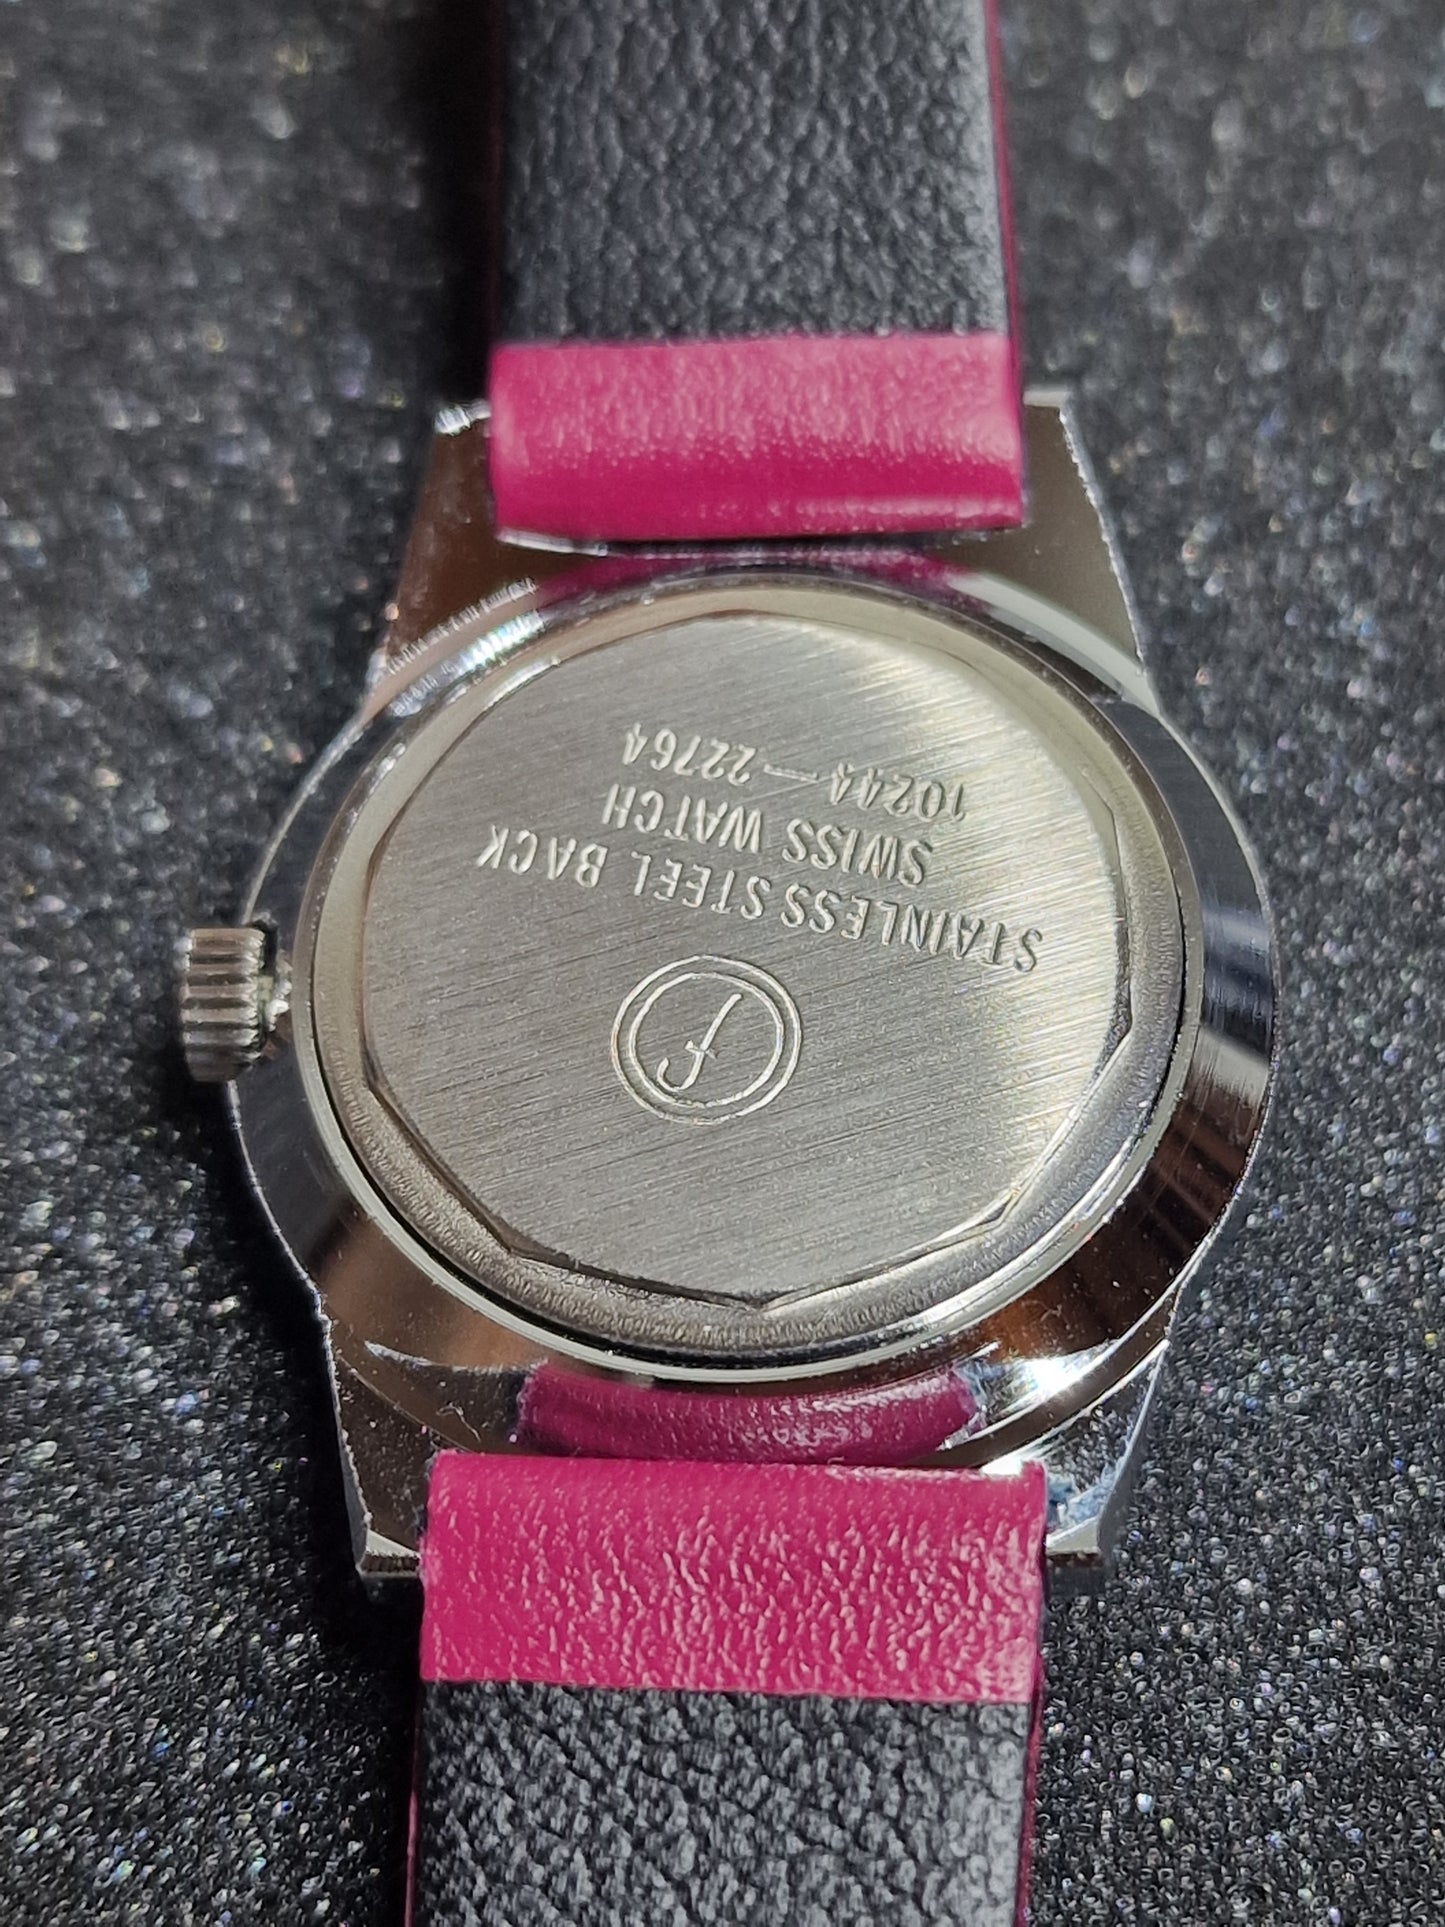 f
STAINLESS STEEL BACK
SWISS WATCH
10244—22764